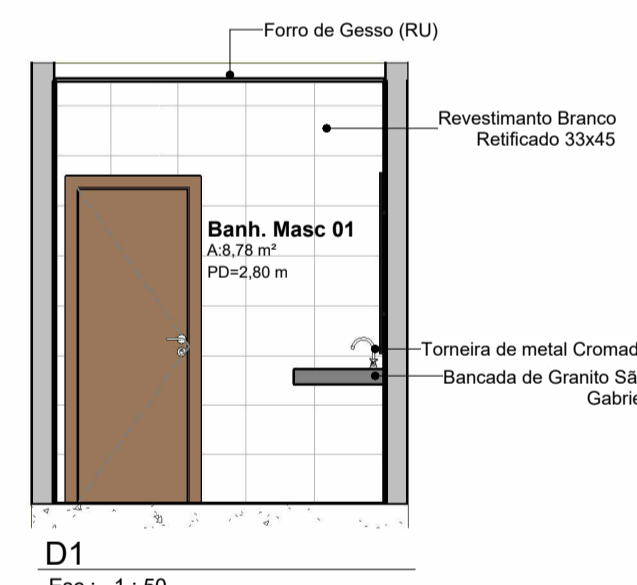 Forro de Gesso (RU)
Revestimanto Branco
Retificado 33x45
Banh. Masc 01
A:8,78 m²
PD=2,80 m
Torneira de metal Cromad
Bancada de Granito Sã
Gabrie
D1
Esc.: 1 : 50